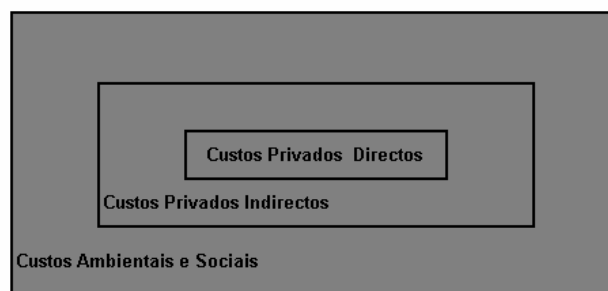 Custos Privados Directos
Custos Privados Indirectos
Custos Ambientais e Sociais